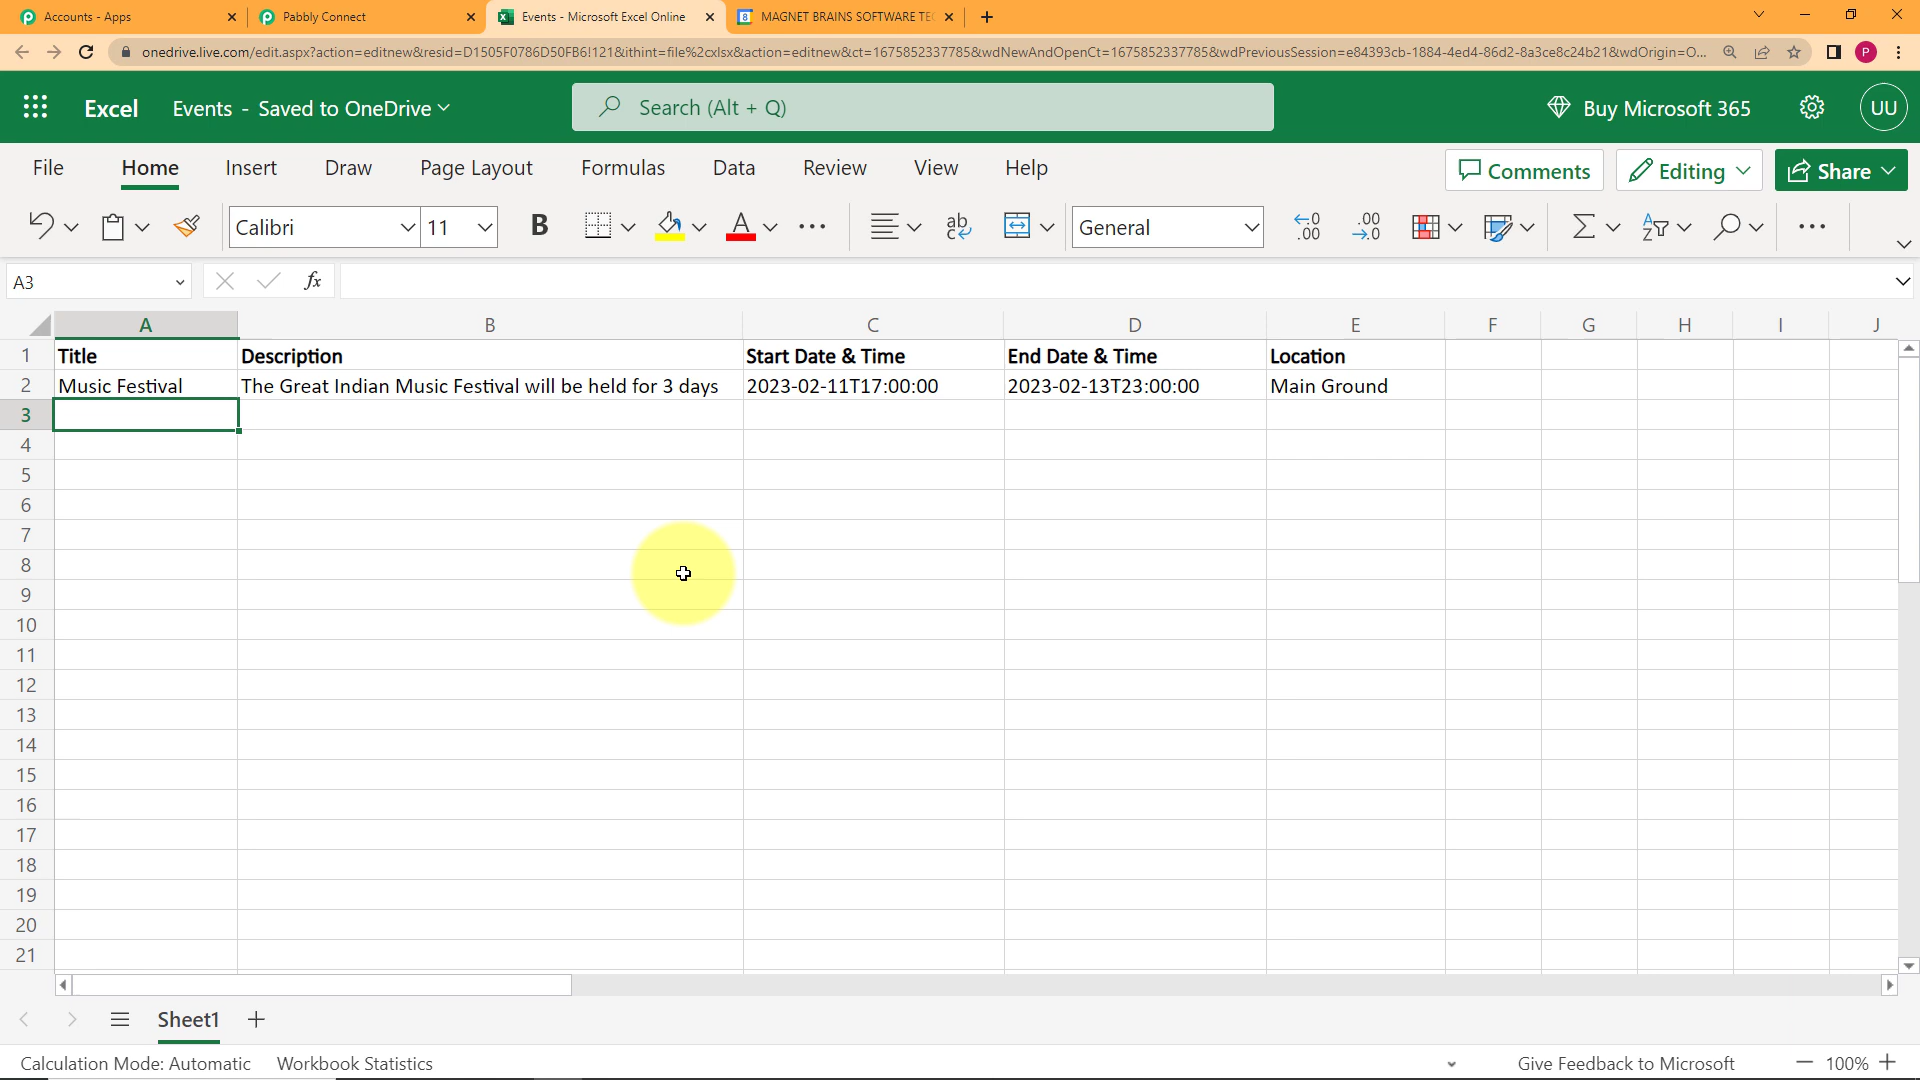 Accounts - Apps
Pabbly Connect
Events - Microsoft Excel Online
MAGNET BRAINS SOFTWARE TE
onedrive.live.com/edit.aspx?action=editnew&resid=D1505F0786D50FB6!121&ithint=file%2cxlsx&action=editnew&ct=1675852337785&wdNewAndOpenCt=1675852337785&wdPreviousSession=e84393cb-1884-4ed4-86d2-8a3ce8c24b21&wdOrigin=O...
P
Excel
Events - Saved to OneDrive
Search (Alt + Q)
Buy Microsoft 365
UU
File Home Insert Draw Page Layout Formulas Data Review View Help
Comments
Editing
Share
Calibri
11
B
General
A3
fx
A B C D E F G H I J
1 Title Description Start Date & Time End Date & Time Location
2 Music Festival The Great Indian Music Festival will be held for 3 days 2023-02-11T17:00:00 2023-02-13T23:00:00 Main Ground
3
4
5
6
7
8
9
10
11
12
13
14
15
16
17
18
19
20
21
Sheet1
Calculation Mode: Automatic Workbook Statistics
Give Feedback to Microsoft
100%